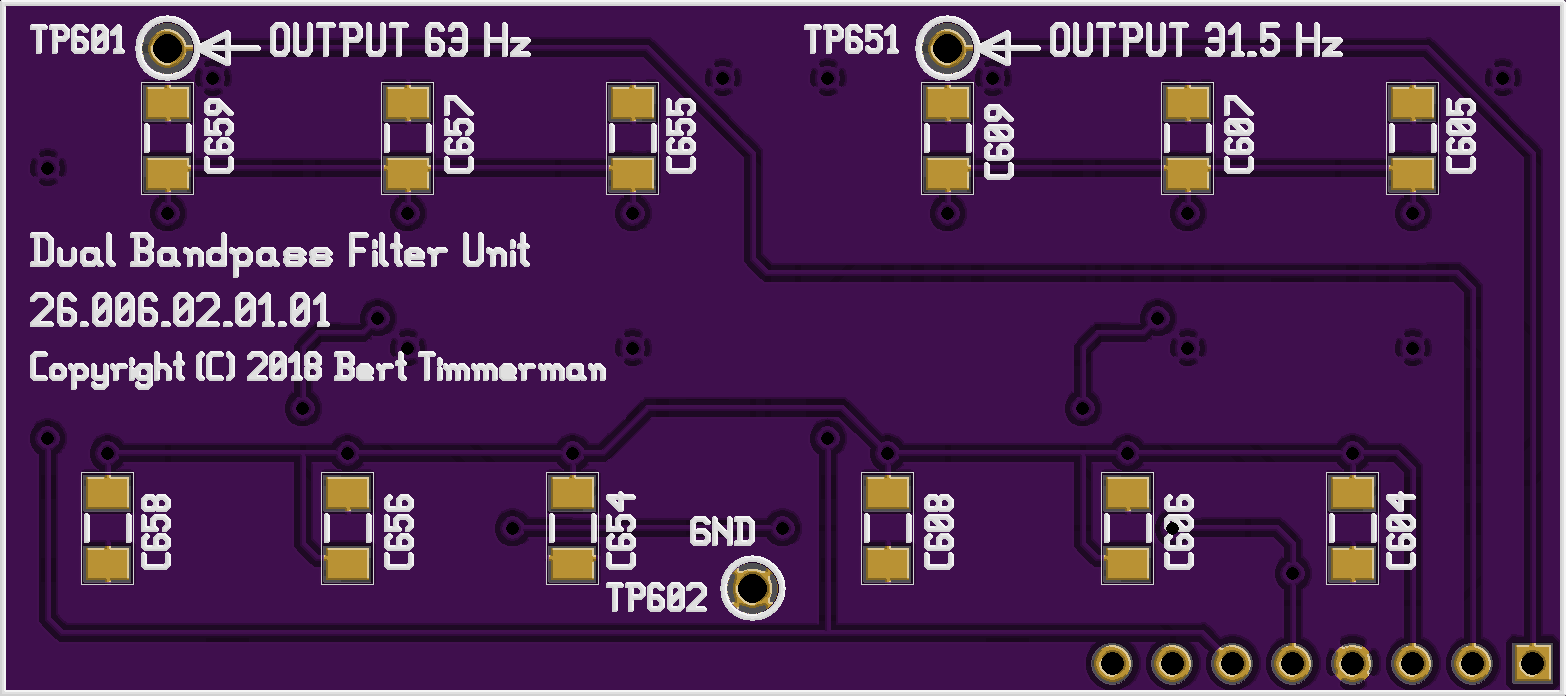 TP601 OUTPUT 63 Hz TP651 OUTPUT 31.5 Hz
C659 C657 C655 C609 C607 C605
Dual Bandpass Filter Unit
26.006.02.01.01
Copyright (C) 2018 Bert Timmerman
C658 C656 C654 GND C608 C606 C604
TP602